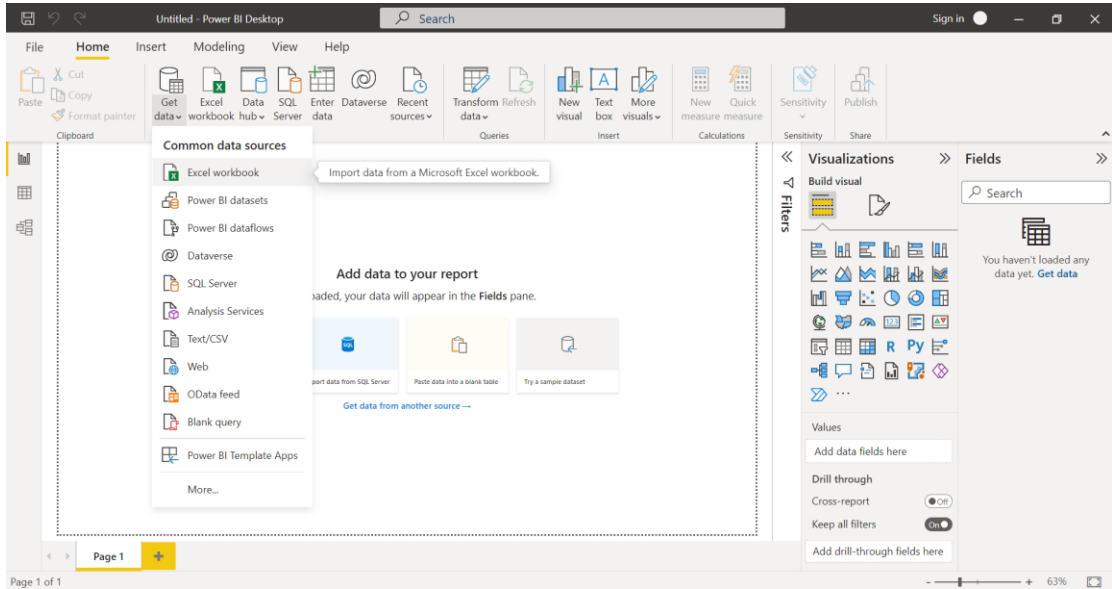 Untitled - Power BI Desktop
Search
Sign in
File Home Insert Modeling View Help
Paste
Cut
Copy
Format painter
Get data
Excel workbook
Data hub
SQL Server
Enter data
Dataverse
Recent sources
Transform data
Refresh
New visual
Text box
More visuals
New measure
Quick measure
Sensitivity
Publish
Clipboard
Queries
Insert
Calculations
Sensitivity
Share
Common data sources
Excel workbook
Import data from a Microsoft Excel workbook.
Power BI datasets
Power BI dataflows
Dataverse
SQL Server
Analysis Services
Text/CSV
Web
OData feed
Blank query
Power BI Template Apps
More...
Add data to your report
oaded, your data will appear in the Fields pane.
SQL
port data from SQL Server
Paste data into a blank table
Try a sample dataset
Get data from another source →
Filters
Visualizations
Build visual
123
R
Py
...
Values
Add data fields here
Drill through
Cross-report
Off
Keep all filters
On
Add drill-through fields here
Fields
Search
You haven't loaded any
data yet. Get data
Page 1
Page 1 of 1
- + 63%